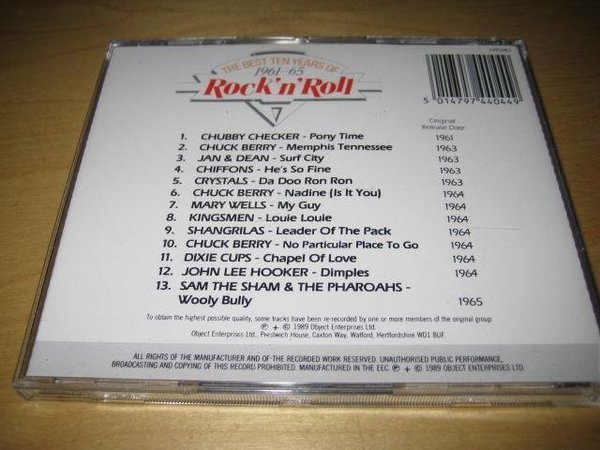 THE BEST TEN YEARS OF
1961-65
Rock 'n' Roll
7
5 014797 440449
Original
Release Date
1. CHUBBY CHECKER - Pony Time 1961
2. CHUCK BERRY - Memphis Tennessee 1963
3. JAN & DEAN - Surf City 1963
4. CHIFFONS - He's So Fine 1963
5. CRYSTALS - Da Doo Ron Ron 1963
6. CHUCK BERRY - Nadine (Is It You) 1964
7. MARY WELLS - My Guy 1964
8. KINGSMEN - Louie Louie 1964
9. SHANGRILAS - Leader Of The Pack 1964
10. CHUCK BERRY - No Particular Place To Go 1964
11. DIXIE CUPS - Chapel Of Love 1964
12. JOHN LEE HOOKER - Dimples 1964
13. SAM THE SHAM & THE PHAROAHS -
Wooly Bully 1965
To obtain the highest possible quality, some tracks have been re-recorded by one or more members of the original group
℗ + © 1989 Object Enterprises Ltd.
Object Enterprises Ltd., Prestwich House, Caxton Way, Watford, Hertfordshire WD1 8UF.
ALL RIGHTS OF THE MANUFACTURER AND OF THE RECORDED WORK RESERVED. UNAUTHORISED PUBLIC PERFORMANCE,
BROADCASTING AND COPYING OF THIS RECORD PROHIBITED. MANUFACTURED IN THE EEC ℗ + © 1989 OBJECT ENTERPRISES LTD.